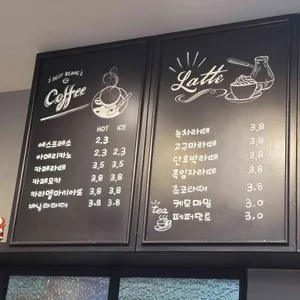 BEST BEANS
Coffee
HOT ICE
에스프레소 2,3
아메리카노 2,3 2,3
카페라떼 3,5 3,5
카페모카 3,8 3,8
카라멜마끼아또 3,8 3,8
바닐라라떼 3.8 3.8
Latte
녹차라떼 3,8
고구마라떼 3.8
단호박라떼 3.8
흑임자라떼 3.8
초코라떼 3.8
tea
케모마일 3.0
페퍼민트 3.0